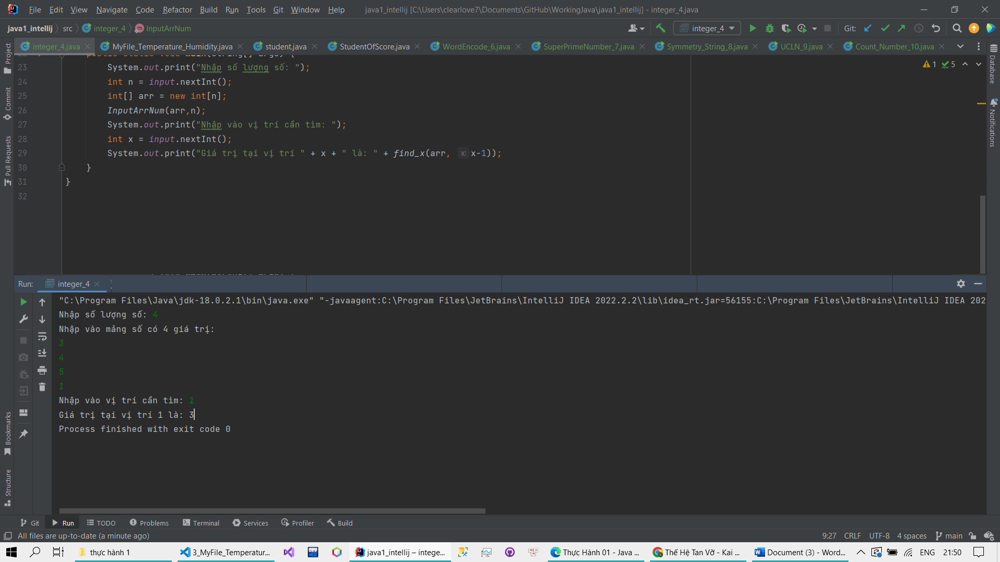 File Edit View Navigate Code Refactor Build Run Tools Git Window Help java1_intellij [C:\Users\clearlove7\Documents\GitHub\WorkingJava\java1_intellij] - integer_4.java
java1_intellij src integer_4 InputArrNum integer_4 Git:
integer_4.java MyFile_Temperature_Humidity.java student.java StudentOfScore.java WordEncode_6.java SuperPrimeNumber_7.java Symmetry_String_8.java UCLN_9.java Count_Number_10.java
22 public static void main(String[] args) {
23 System.out.print("Nhập số lượng số: ");
24 int n = input.nextInt();
25 int[] arr = new int[n];
26 InputArrNum(arr,n);
27 System.out.print("Nhập vào vị trí cần tìm: ");
28 int x = input.nextInt();
29 System.out.print("Giá trị tại vị trí " + x + " là: " + find_x(arr, x: x-1));
30 }
31 }
32
1 5
Project
Commit
Pull Requests
Bookmarks
Structure
Database
Notifications
Run: integer_4
"C:\Program Files\Java\jdk-18.0.2.1\bin\java.exe" "-javaagent:C:\Program Files\JetBrains\IntelliJ IDEA 2022.2.2\lib\idea_rt.jar=56155:C:\Program Files\JetBrains\IntelliJ IDEA 202
Nhập số lượng số: 4
Nhập vào mảng số có 4 giá trị:
3
4
5
1
Nhập vào vị trí cần tìm: 1
Giá trị tại vị trí 1 là: 3
Process finished with exit code 0
Git Run TODO Problems Terminal Services Profiler Build
All files are up-to-date (a minute ago) 9:27 CRLF UTF-8 4 spaces main
thực hành 1 3_MyFile_Temperatur... java1_intellij – intege... Thực Hành 01 - Java ... Thế Hệ Tan Vỡ - Kai ... Document (3) - Word... ENG 21:50